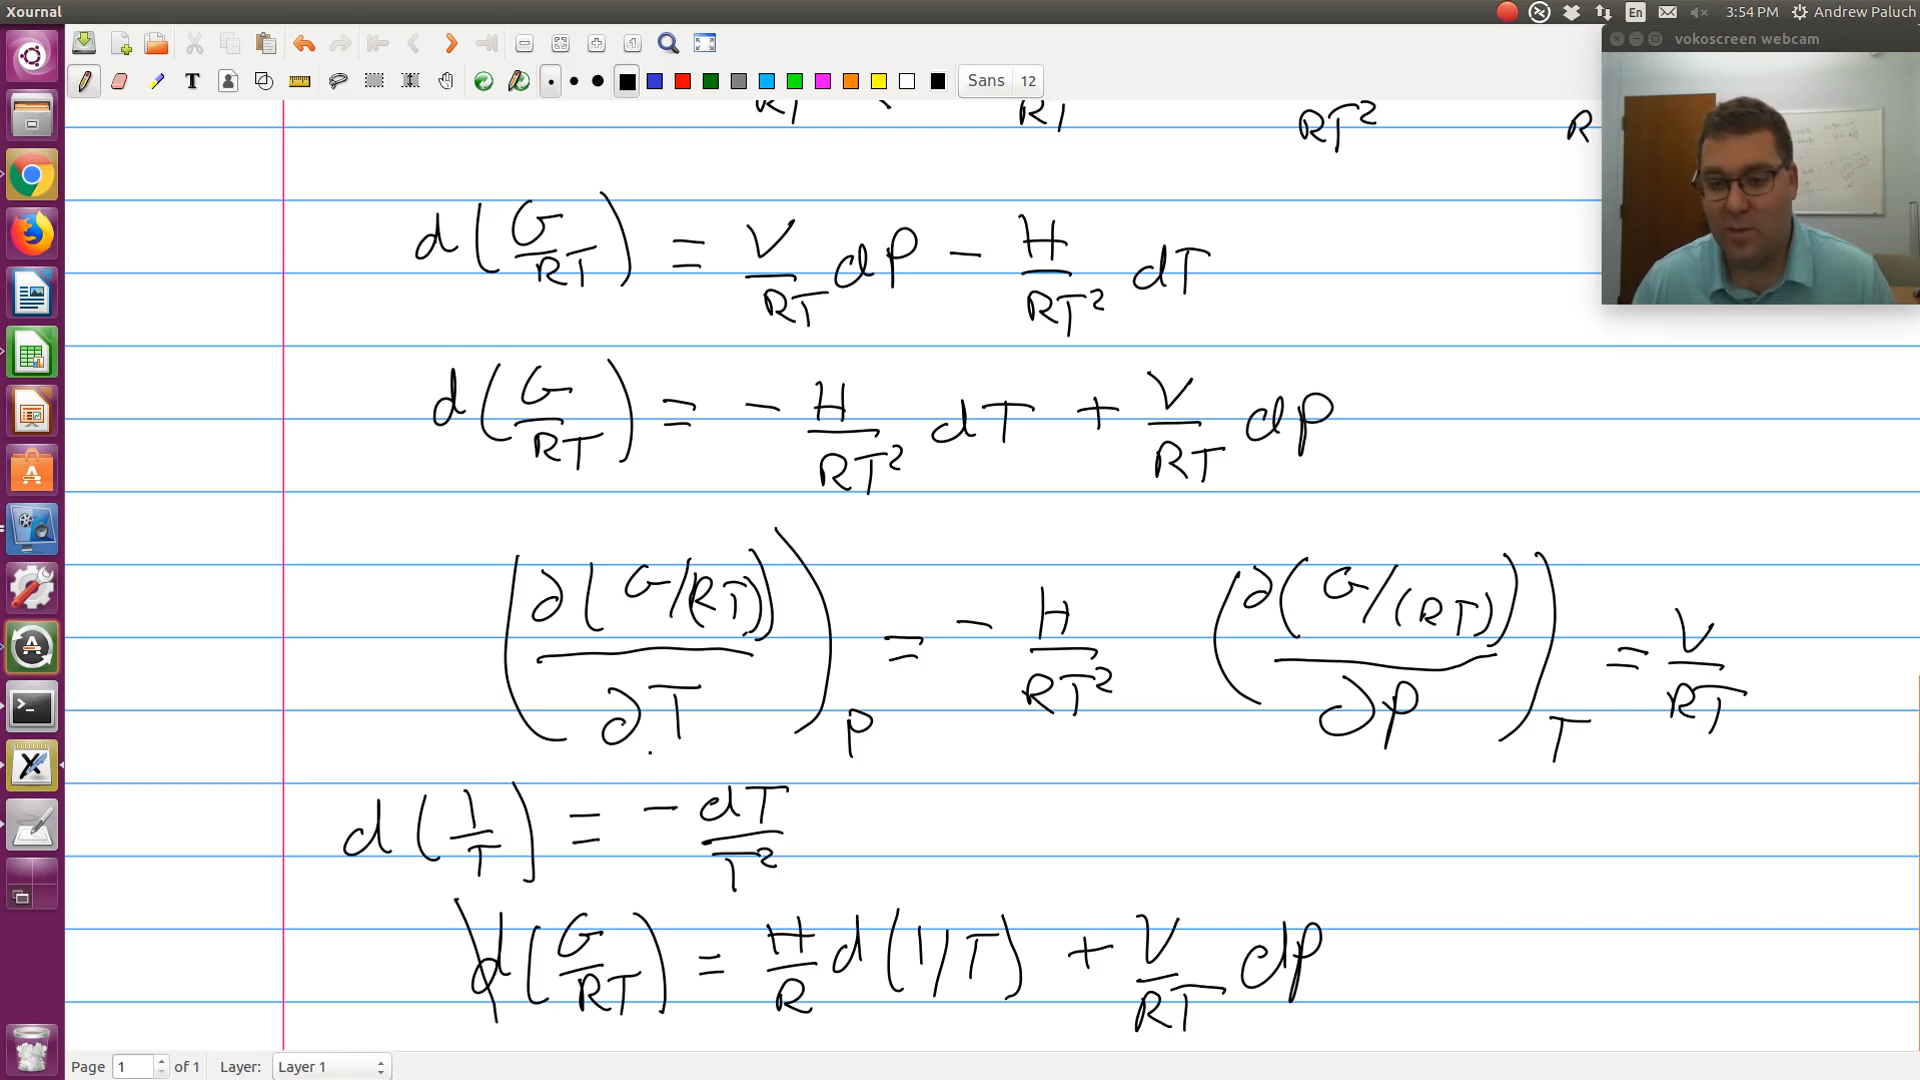 Xournal
En
3:54 PM Andrew Paluch
vokoscreen webcam
T
Sans 12
RT RT RT² R
d(G/RT) = V/RT dP - H/RT² dT
d(G/RT) = - H/RT² dT + V/RT dP
(∂(G/(RT))/∂T)P = - H/RT² (∂(G/(RT))/∂P)T = V/RT
d(1/T) = - dT/T²
d(G/RT) = H/R d(1/T) + V/RT dP
Page 1 of 1 Layer: Layer 1